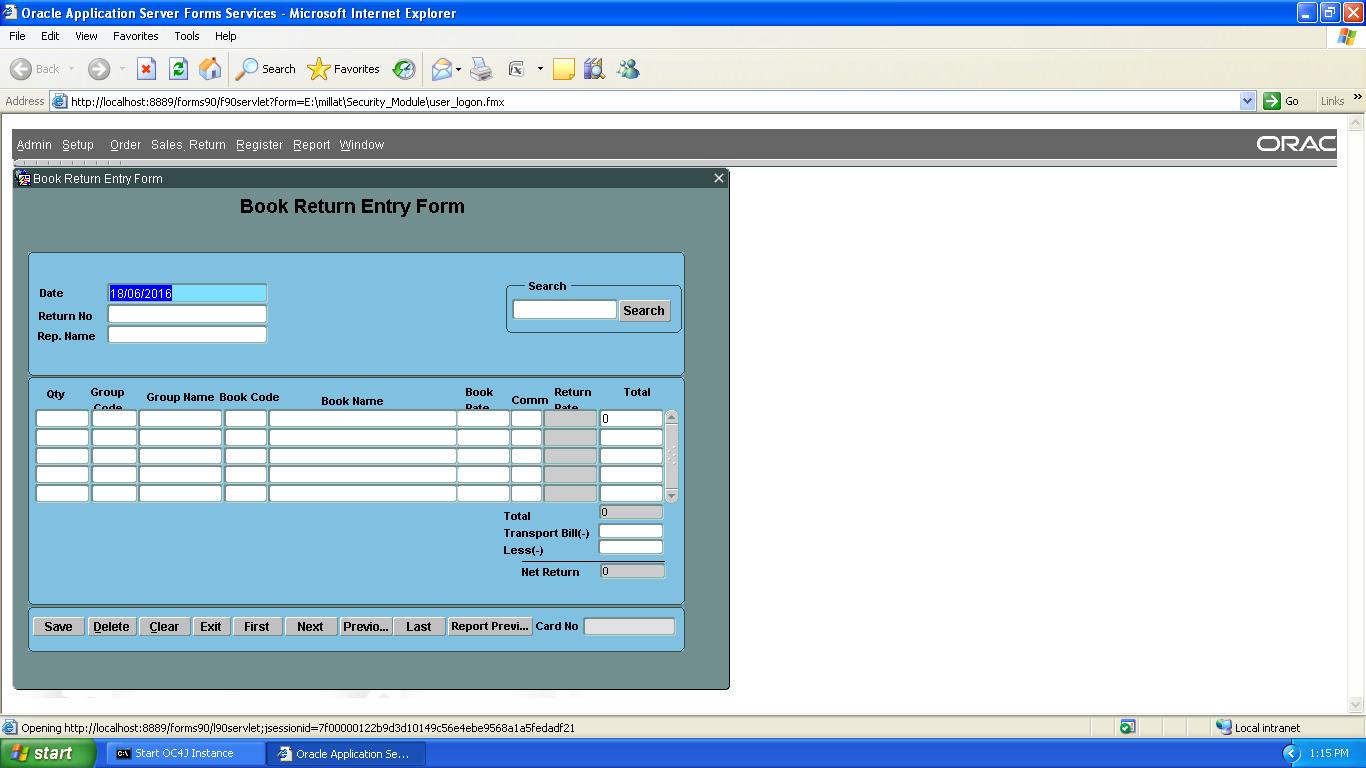 Oracle Application Server Forms Services - Microsoft Internet Explorer
File Edit View Favorites Tools Help
Back Search Favorites
Address http://localhost:8889/forms90/f90servlet?form=E:\millat\Security_Module\user_logon.fmx Go Links »
Admin Setup Order Sales, Return Register Report Window ORAC
Book Return Entry Form
Book Return Entry Form
Date 18/06/2016
Return No
Rep. Name
Search
Search
Qty Group Code Group Name Book Code Book Name Book Rate Comm Return Rate Total
0
Total 0
Transport Bill(-)
Less(-)
Net Return 0
Save Delete Clear Exit First Next Previo... Last Report Previ... Card No
Opening http://localhost:8889/forms90/l90servlet;jsessionid=7f00000122b9d3d10149c56e4ebe9568a1a5fedadf21 Local intranet
start Start OC4J Instance Oracle Application Se... 1:15 PM